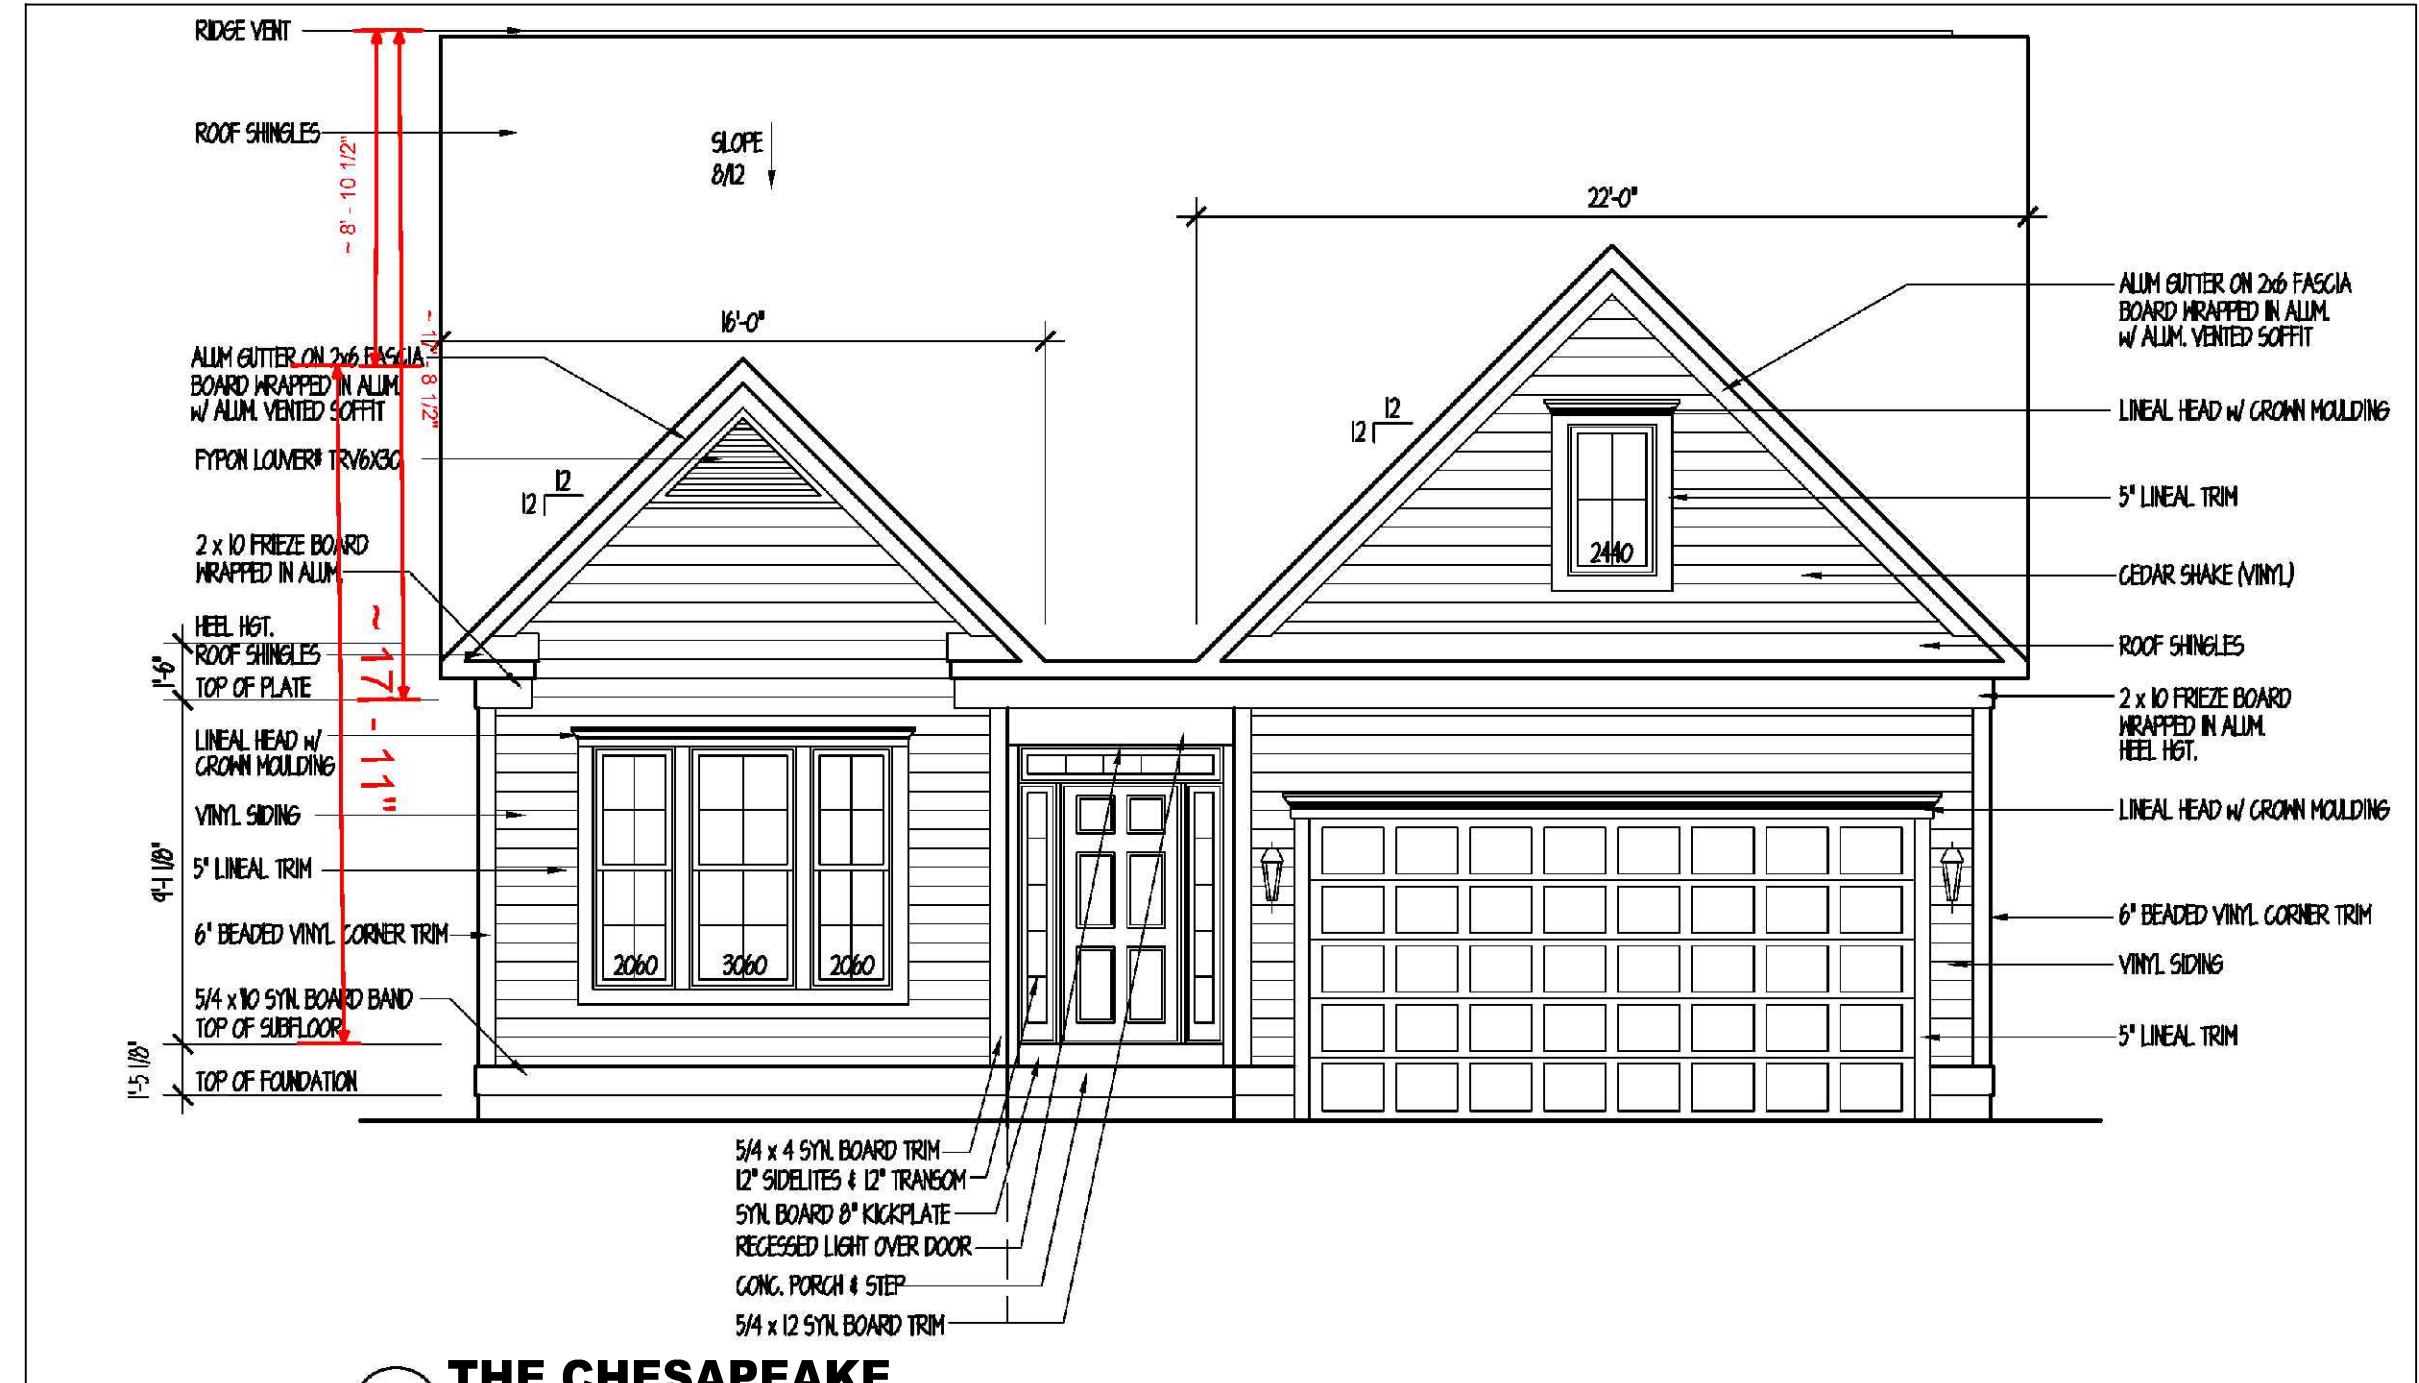 RIDGE VENT
ROOF SHINGLES
~ 8' - 10 1/2"
SLOPE
8/12
22'-0"
16'-0"
~ 17' - 8 1/2"
ALUM GUTTER ON 2x6 FASCIA
BOARD WRAPPED IN ALUM.
w/ ALUM. VENTED SOFFIT
FYPON LOUVER# TRV6X30
12
12
12
12
2 x 10 FRIEZE BOARD
WRAPPED IN ALUM.
HEEL HGT.
ROOF SHINGLES
TOP OF PLATE
1'-6"
~ 17' - 11"
LINEAL HEAD w/
CROWN MOULDING
VINYL SIDING
9'-1 1/8"
5" LINEAL TRIM
6" BEADED VINYL CORNER TRIM
5/4 x 10 SYN. BOARD BAND
TOP OF SUBFLOOR
1'-5 1/8"
TOP OF FOUNDATION
2060
3060
2060
2440
ALUM GUTTER ON 2x6 FASCIA
BOARD WRAPPED IN ALUM.
w/ ALUM. VENTED SOFFIT
LINEAL HEAD w/ CROWN MOULDING
5" LINEAL TRIM
CEDAR SHAKE (VINYL)
ROOF SHINGLES
2 x 10 FRIEZE BOARD
WRAPPED IN ALUM.
HEEL HGT.
LINEAL HEAD w/ CROWN MOULDING
6" BEADED VINYL CORNER TRIM
VINYL SIDING
5" LINEAL TRIM
5/4 x 4 SYN. BOARD TRIM
12" SIDELITES & 12" TRANSOM
SYN. BOARD 8" KICKPLATE
RECESSED LIGHT OVER DOOR
CONC. PORCH & STEP
5/4 x 12 SYN. BOARD TRIM
THE CHESAPEAKE